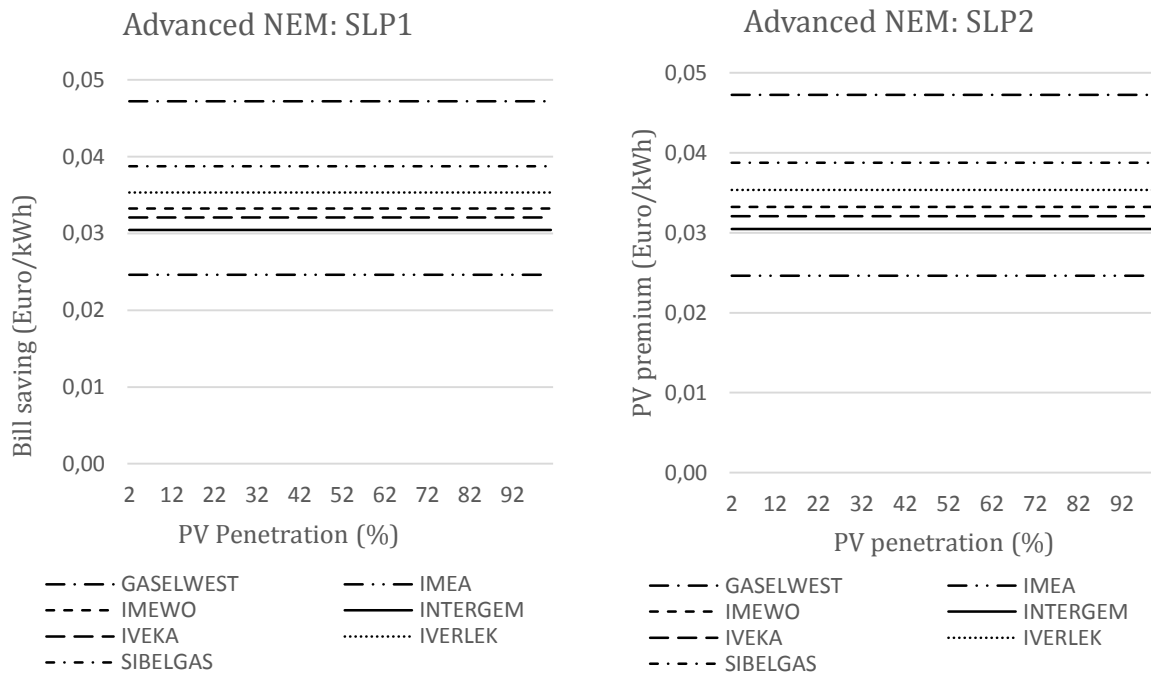 Advanced NEM: SLP1
0,05
0,04
0,03
0,02
0,01
0,00
Bill saving (Euro/kWh)
2 12 22 32 42 52 62 72 82 92
PV Penetration (%)
GASELWEST IMEA
IMEWO INTERGEM
IVEKA IVERLEK
SIBELGAS
Advanced NEM: SLP2
0,05
0,04
0,03
0,02
0,01
0,00
PV premium (Euro/kWh)
2 12 22 32 42 52 62 72 82 92
PV penetration (%)
GASELWEST IMEA
IMEWO INTERGEM
IVEKA IVERLEK
SIBELGAS